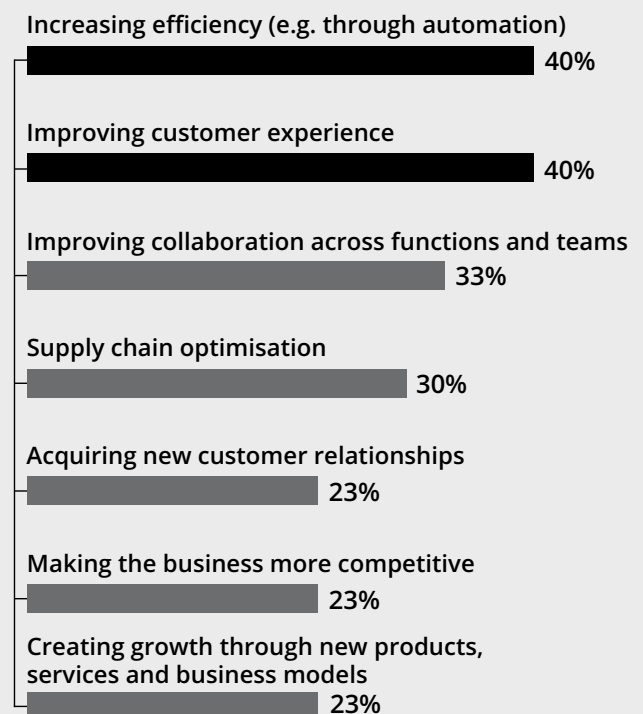 Increasing efficiency (e.g. through automation)
40%
Improving customer experience
40%
Improving collaboration across functions and teams
33%
Supply chain optimisation
30%
Acquiring new customer relationships
23%
Making the business more competitive
23%
Creating growth through new products,
services and business models
23%